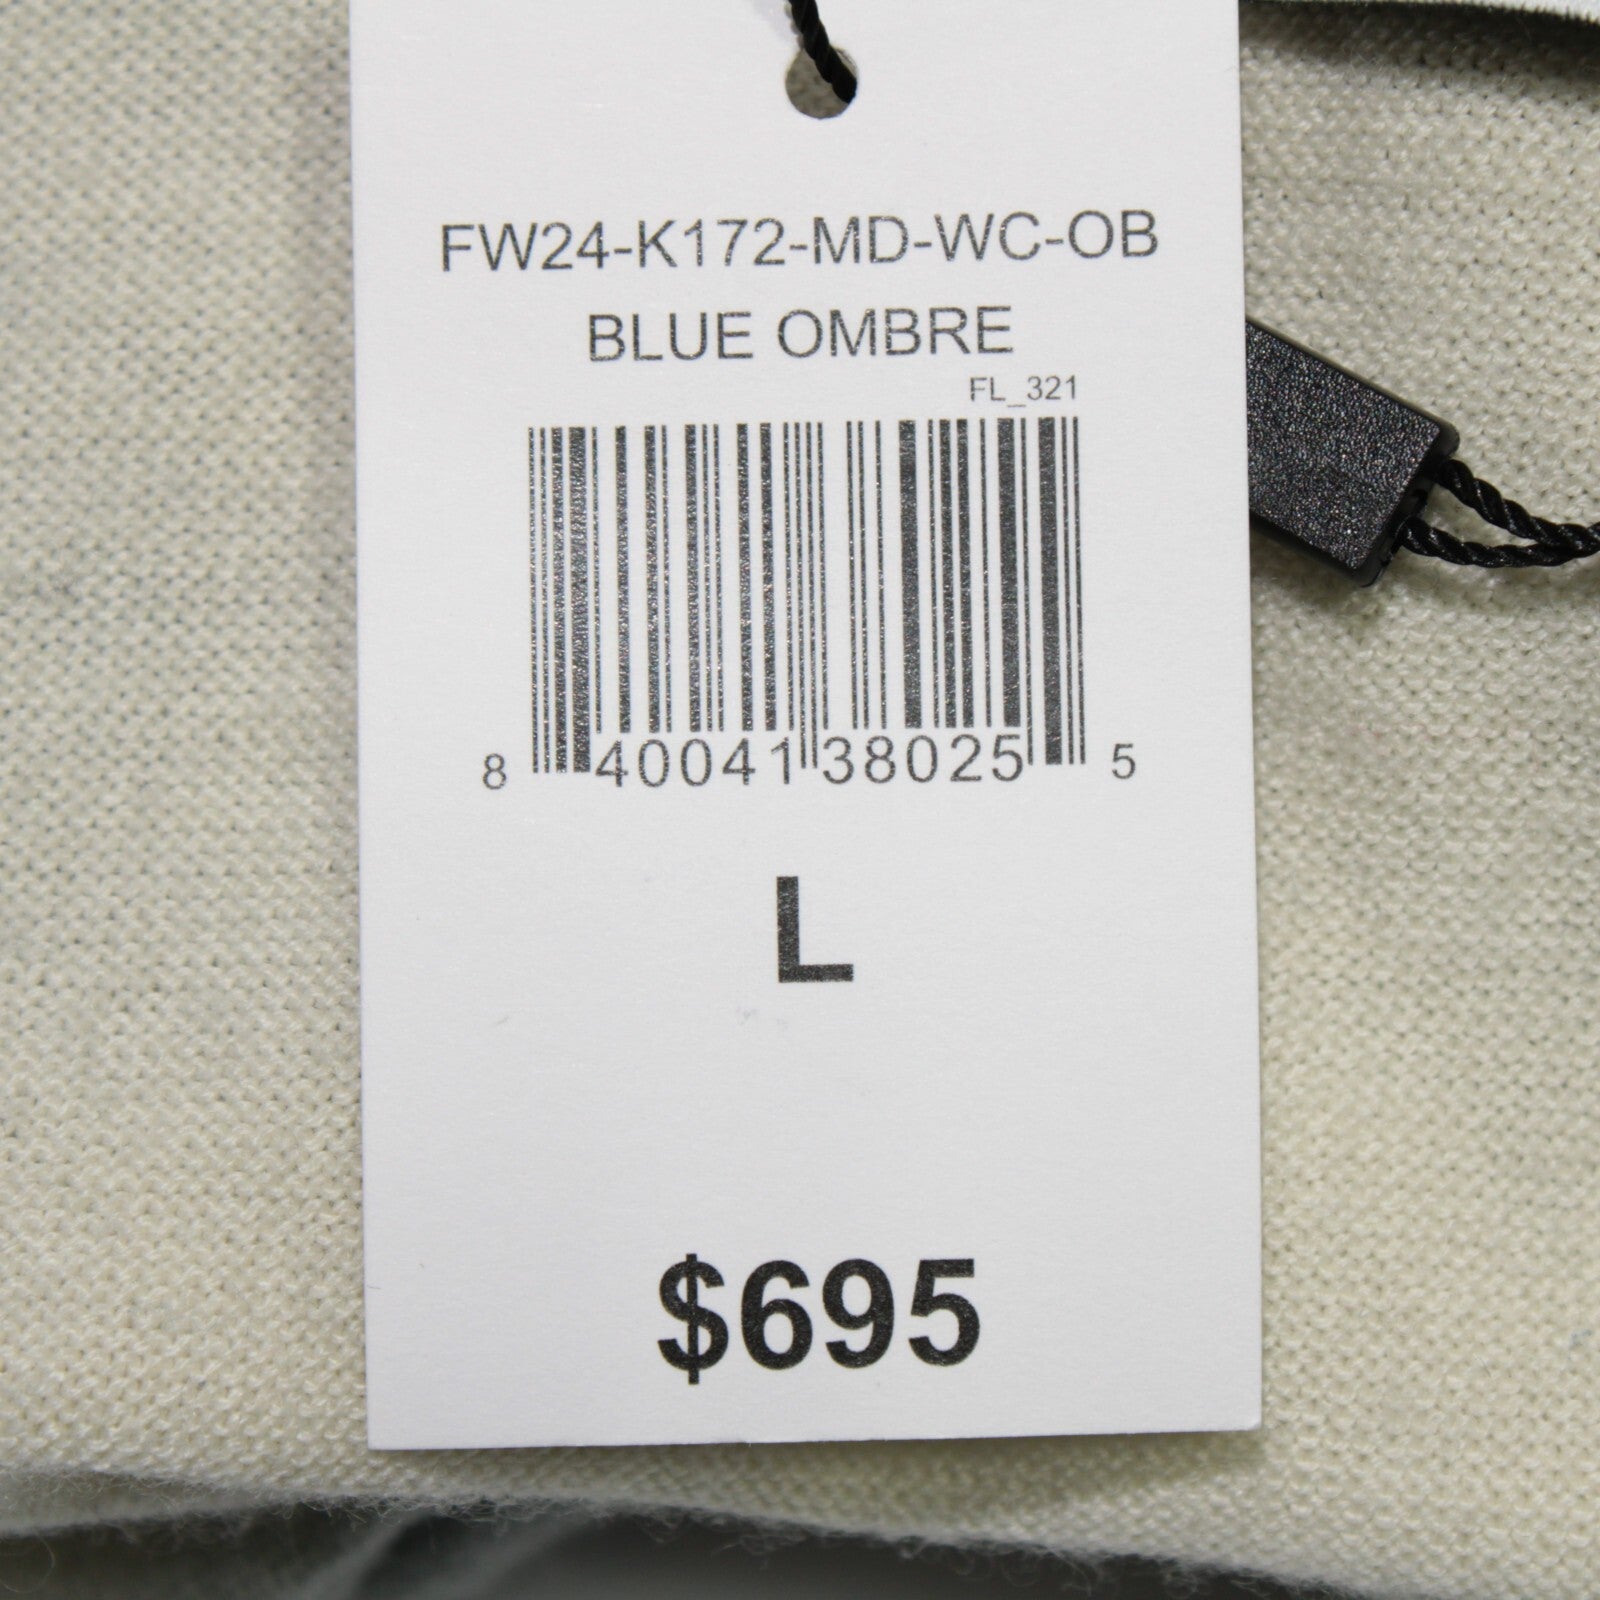 FW24-K172-MD-WC-OB
BLUE OMBRE
FL_321
8 40041 38025 5
L
$695